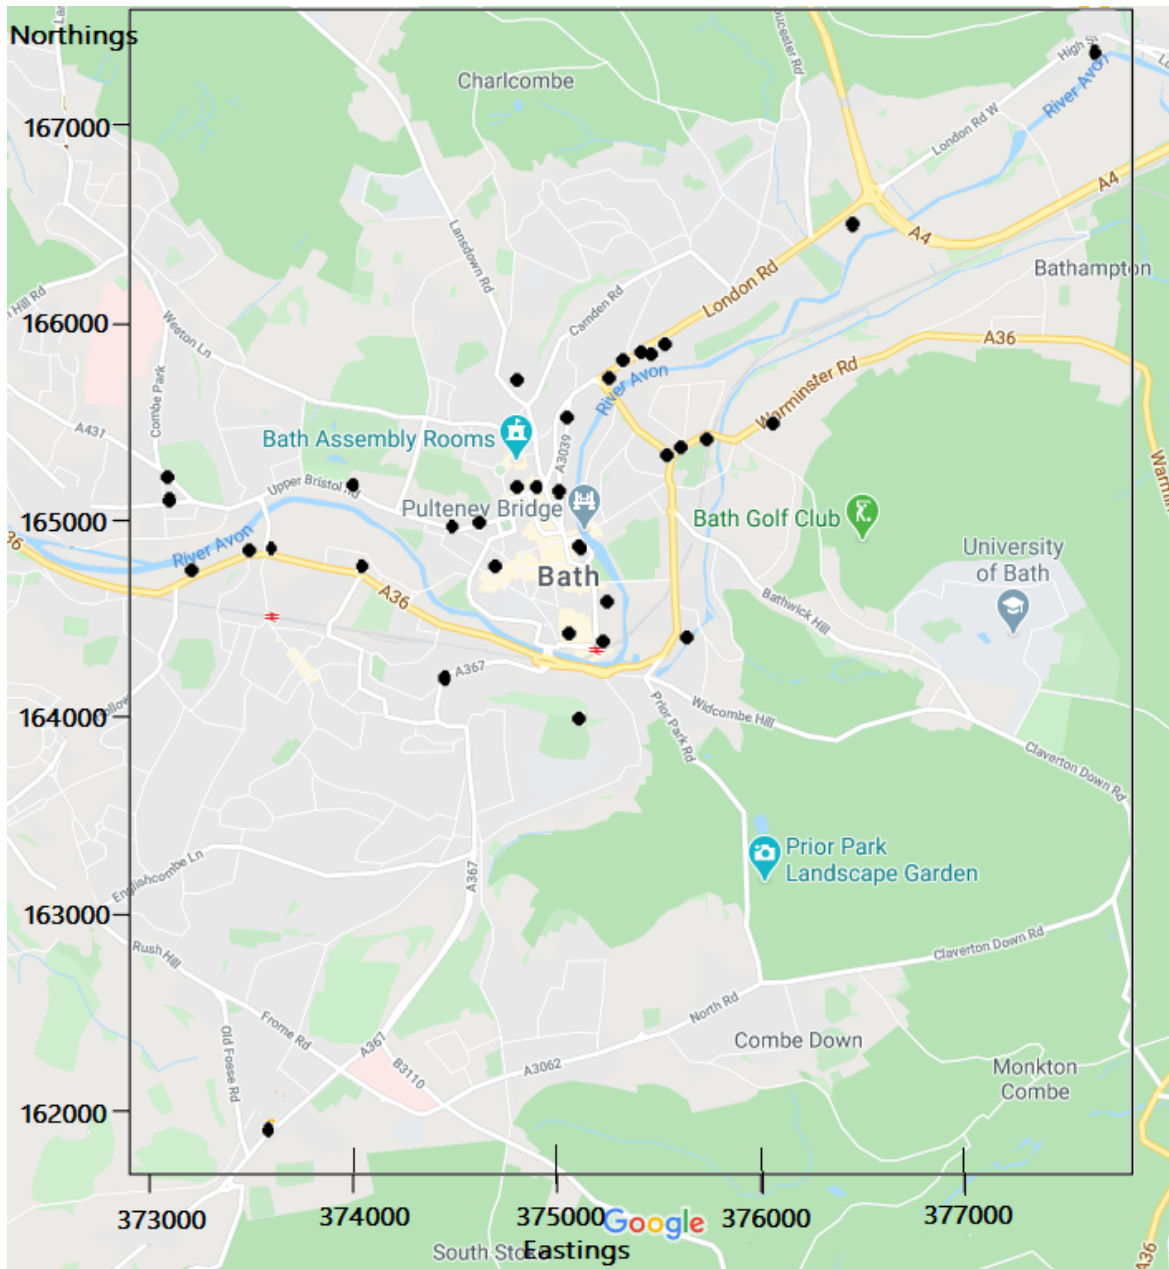 Northings
Charlcombe
High St
River Avon
London Rd W
167000
A4
Lansdown Rd
A4
Bathampton
London Rd
Camden Rd
166000
Weston Ln
A36
River Avon
Warminster Rd
Combe Park
A431
Bath Assembly Rooms
A3039
Upper Bristol Rd
Pulteney Bridge
165000
Bath Golf Club
River Avon
University
of Bath
Bath
A36
Bathwick Hill
A367
164000
Widcombe Hill
Prior Park Rd
Claverton Down Rd
Prior Park
Landscape Garden
Englishcombe Ln
A367
163000
Rush Hill
Claverton Down Rd
North Rd
Frome Rd
Old Fosse Rd
A367
Combe Down
B3110
A3062
Monkton
Combe
162000
373000
374000
375000
Google
376000
377000
Eastings
A36